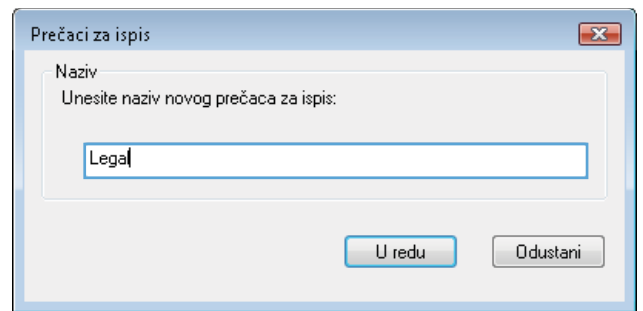 Prečaci za ispis
Naziv
Unesite naziv novog prečaca za ispis:
Legal
U redu
Odustani